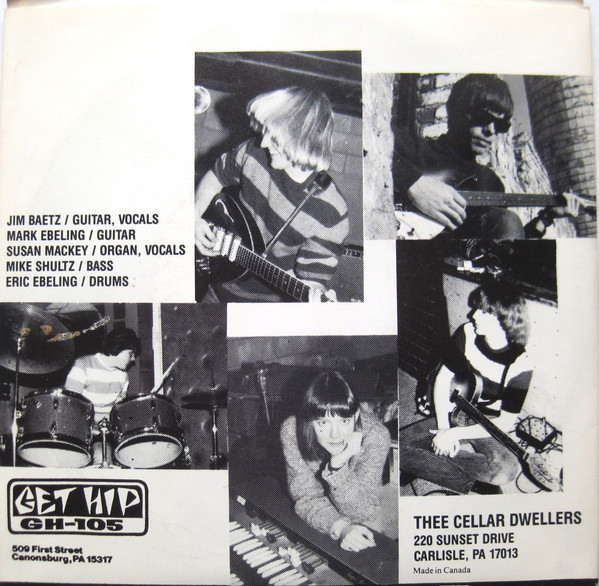 JIM BAETZ / GUITAR, VOCALS
MARK EBELING / GUITAR
SUSAN MACKEY / ORGAN, VOCALS
MIKE SHULTZ / BASS
ERIC EBELING / DRUMS
GET HIP
GH-105
509 First Street
Canonsburg, PA 15317
THEE CELLAR DWELLERS
220 SUNSET DRIVE
CARLISLE, PA 17013
Made in Canada